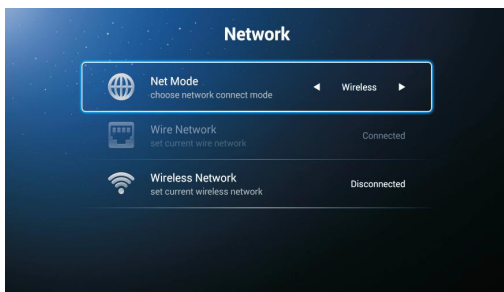 Network
Net Mode
choose network connect mode
Wireless
Wire Network
set current wire network
Connected
Wireless Network
set current wireless network
Disconnected